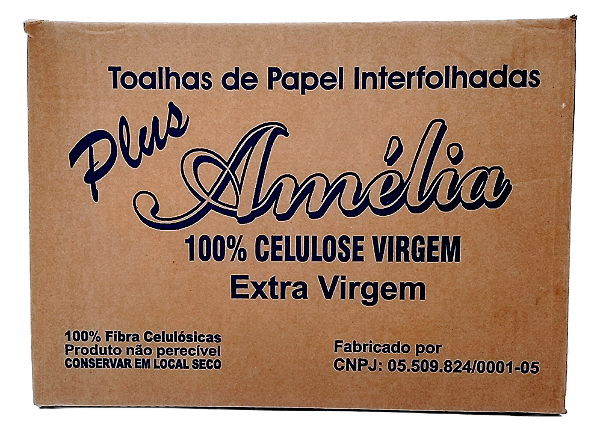 Toalhas de Papel Interfolhadas
Plus
Amélia
100% CELULOSE VIRGEM
Extra Virgem
100% Fibra Celulósicas
Produto não perecível
CONSERVAR EM LOCAL SECO
Fabricado por
CNPJ: 05.509.824/0001-05